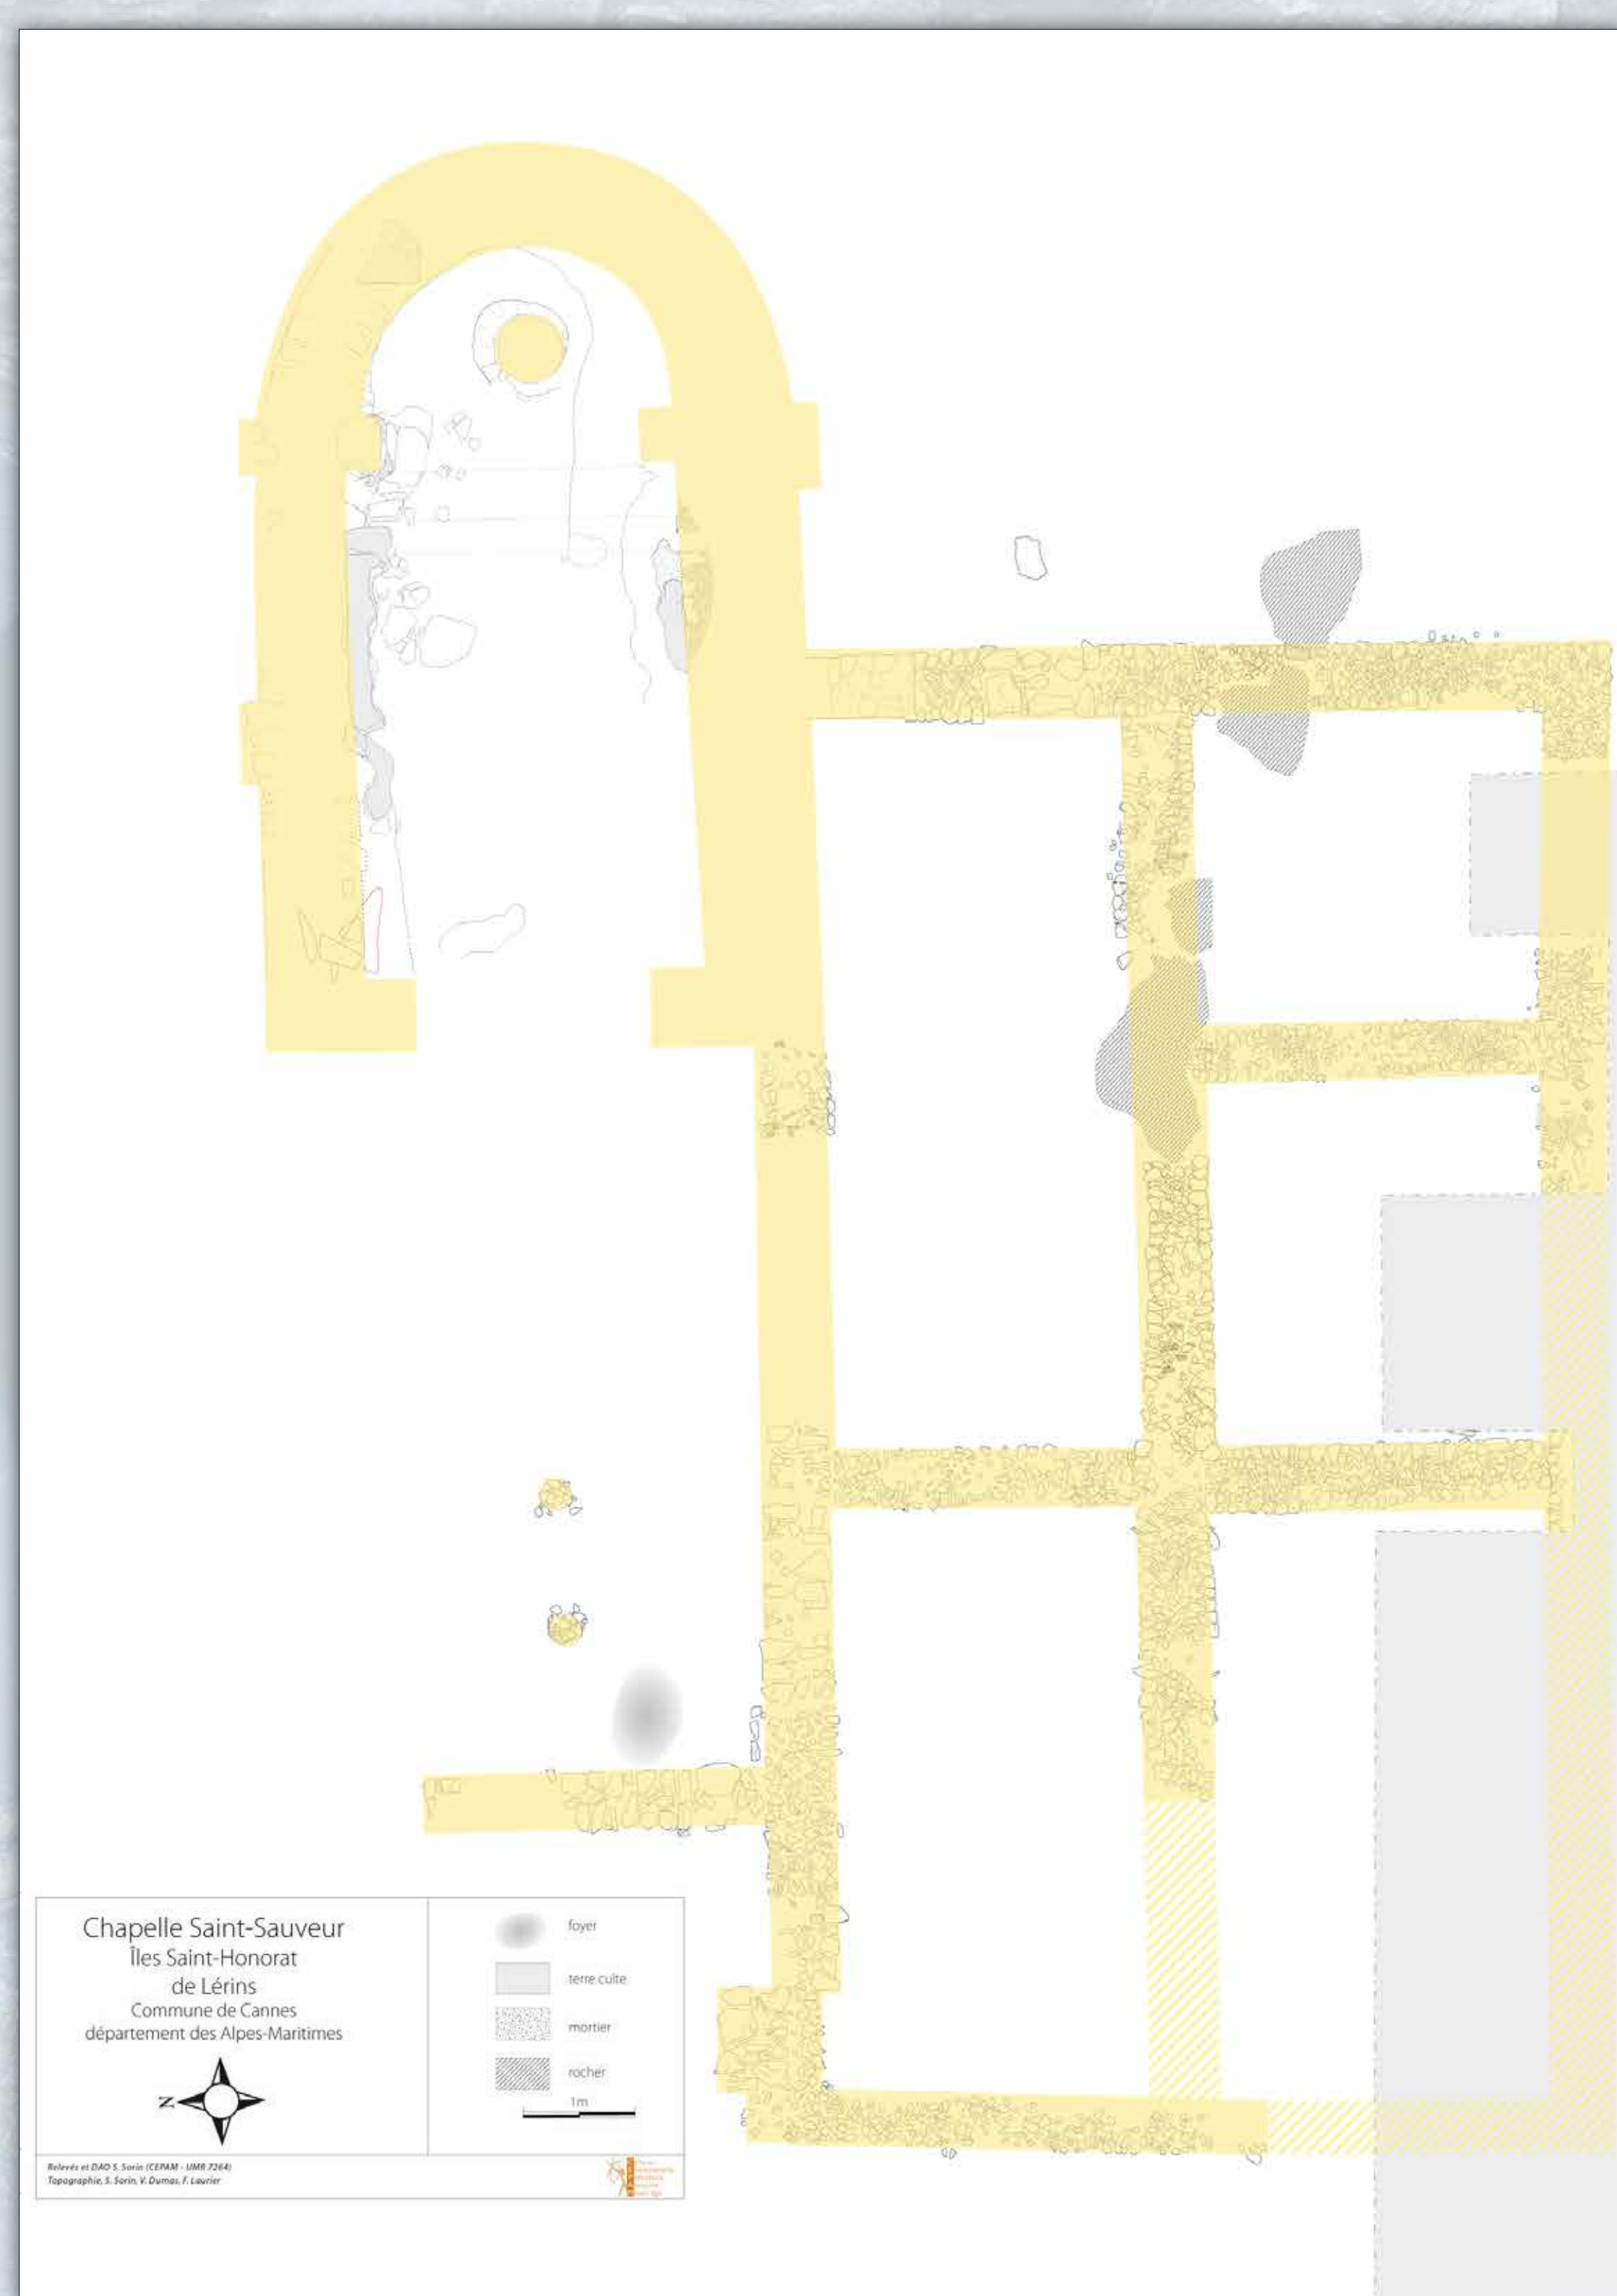 Chapelle Saint-Sauveur
Îles Saint-Honorat
de Lérins
Commune de Cannes
département des Alpes-Maritimes
N
foyer
terre cuite
mortier
rocher
1m
Relevés et DAO S. Sorin (CEPAM - UMR 7264)
Topographie, S. Sorin, V. Dumas, F. Laurier